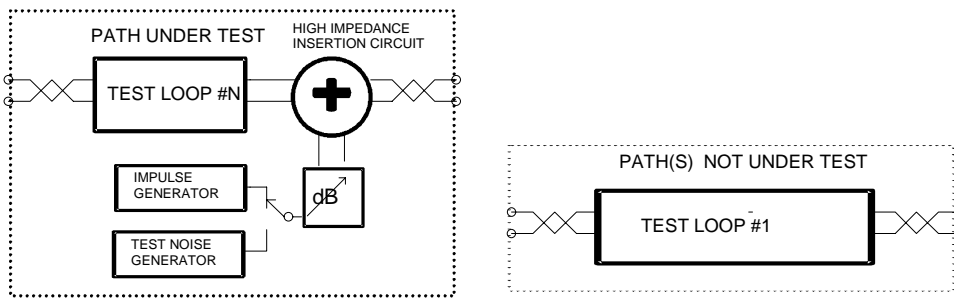 PATH UNDER TEST
HIGH IMPEDANCE
INSERTION CIRCUIT
TEST LOOP #N
IMPULSE
GENERATOR
dB
TEST NOISE
GENERATOR
PATH(S) NOT UNDER TEST
TEST LOOP #1